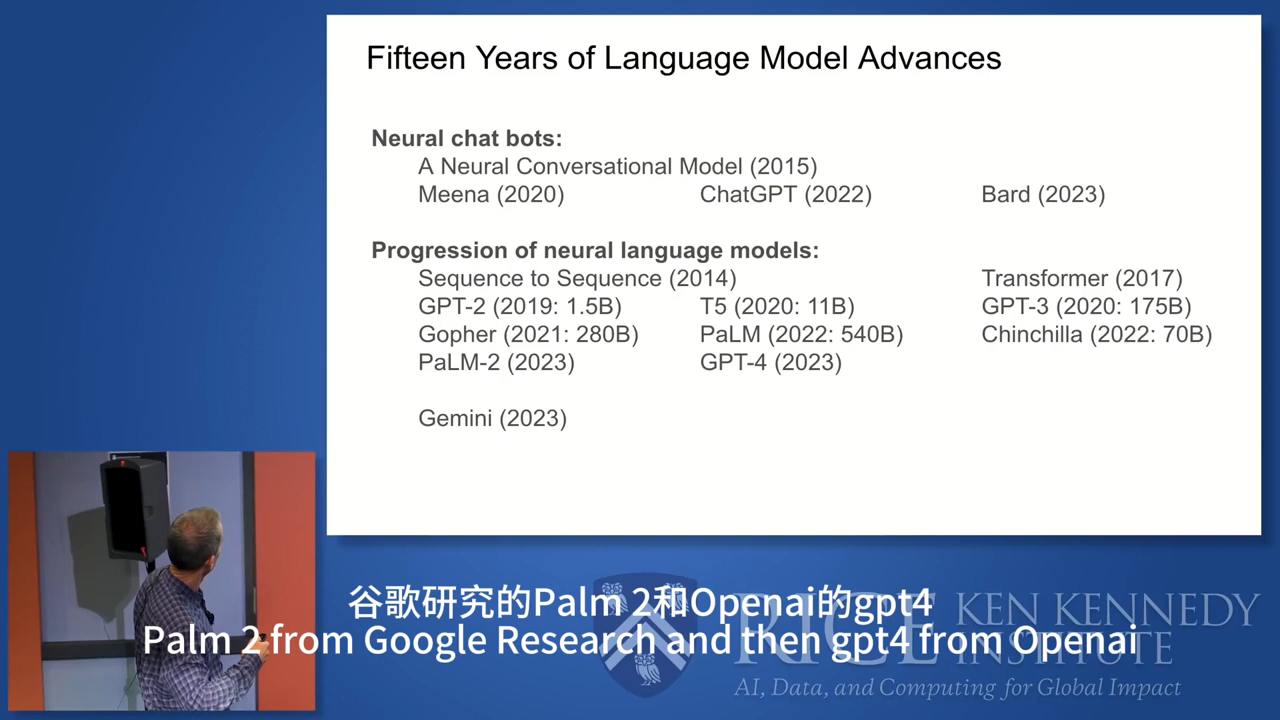 Fifteen Years of Language Model Advances
Neural chat bots:
A Neural Conversational Model (2015)
Meena (2020) ChatGPT (2022) Bard (2023)
Progression of neural language models:
Sequence to Sequence (2014) Transformer (2017)
GPT-2 (2019: 1.5B) T5 (2020: 11B) GPT-3 (2020: 175B)
Gopher (2021: 280B) PaLM (2022: 540B) Chinchilla (2022: 70B)
PaLM-2 (2023) GPT-4 (2023)
Gemini (2023)
谷歌研究的Palm 2和Openai的gpt4
Palm 2 from Google Research and then gpt4 from Openai
RICE KEN KENNEDY
INSTITUTE
AI, Data, and Computing for Global Impact